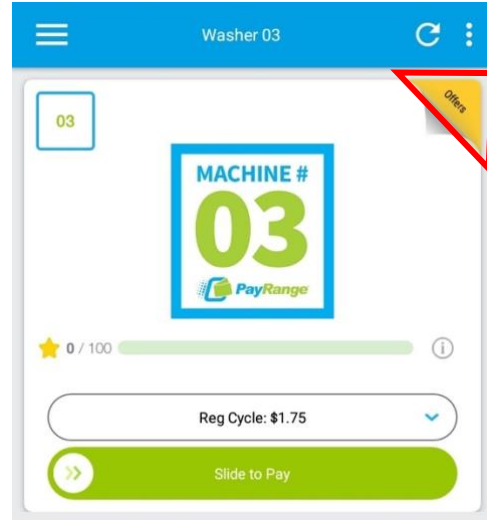 Washer 03
Offers
03
MACHINE #
03
PayRange
0 / 100
Reg Cycle: $1.75
Slide to Pay